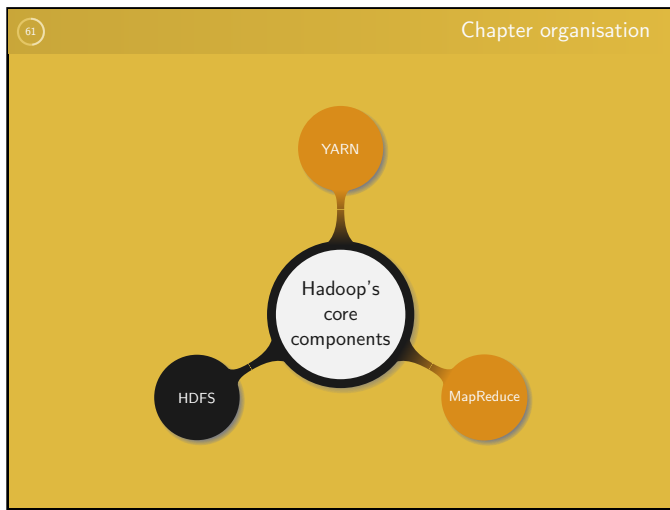 61
Chapter organisation
YARN
Hadoop's
core
components
HDFS
MapReduce